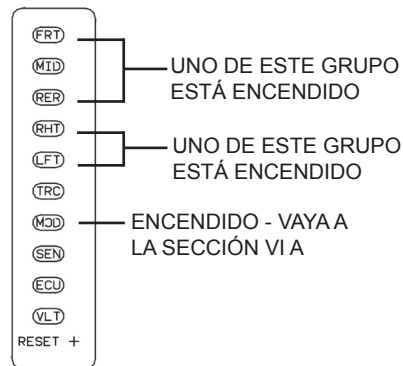 FRT
MID
RER
RHT
LFT
TRC
MOD
SEN
ECU
VLT
RESET +
UNO DE ESTE GRUPO
ESTÁ ENCENDIDO
UNO DE ESTE GRUPO
ESTÁ ENCENDIDO
ENCENDIDO - VAYA A
LA SECCIÓN VI A